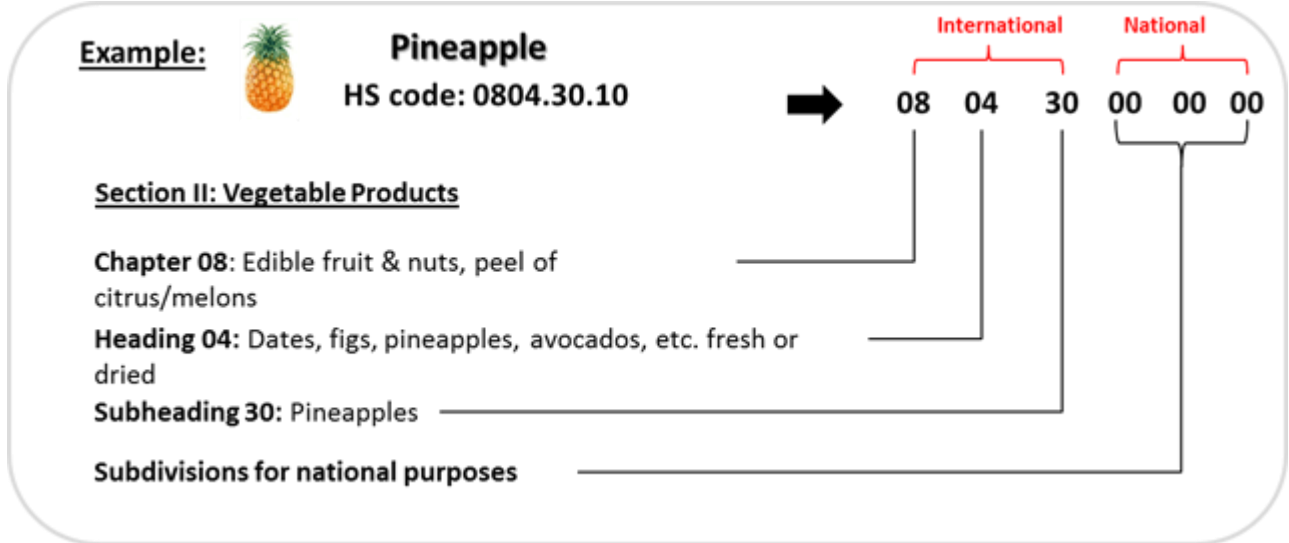 International National
Example: Pineapple
HS code: 0804.30.10
08 04 30 00 00 00
Section II: Vegetable Products
Chapter 08: Edible fruit & nuts, peel of
citrus/melons
Heading 04: Dates, figs, pineapples, avocados, etc. fresh or
dried
Subheading 30: Pineapples
Subdivisions for national purposes